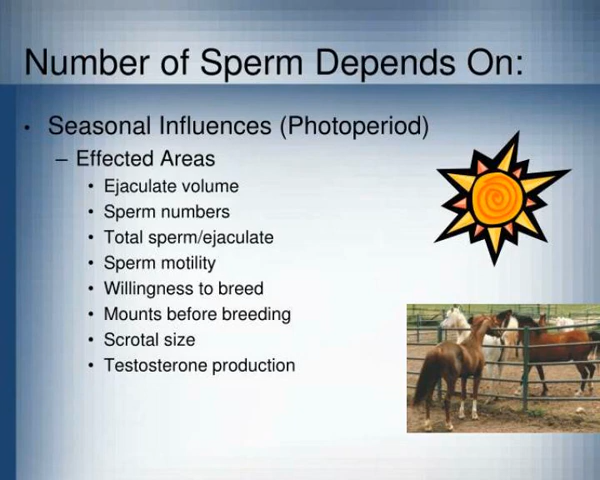 Number of Sperm Depends On:
• Seasonal Influences (Photoperiod)
– Effected Areas
• Ejaculate volume
• Sperm numbers
• Total sperm/ejaculate
• Sperm motility
• Willingness to breed
• Mounts before breeding
• Scrotal size
• Testosterone production